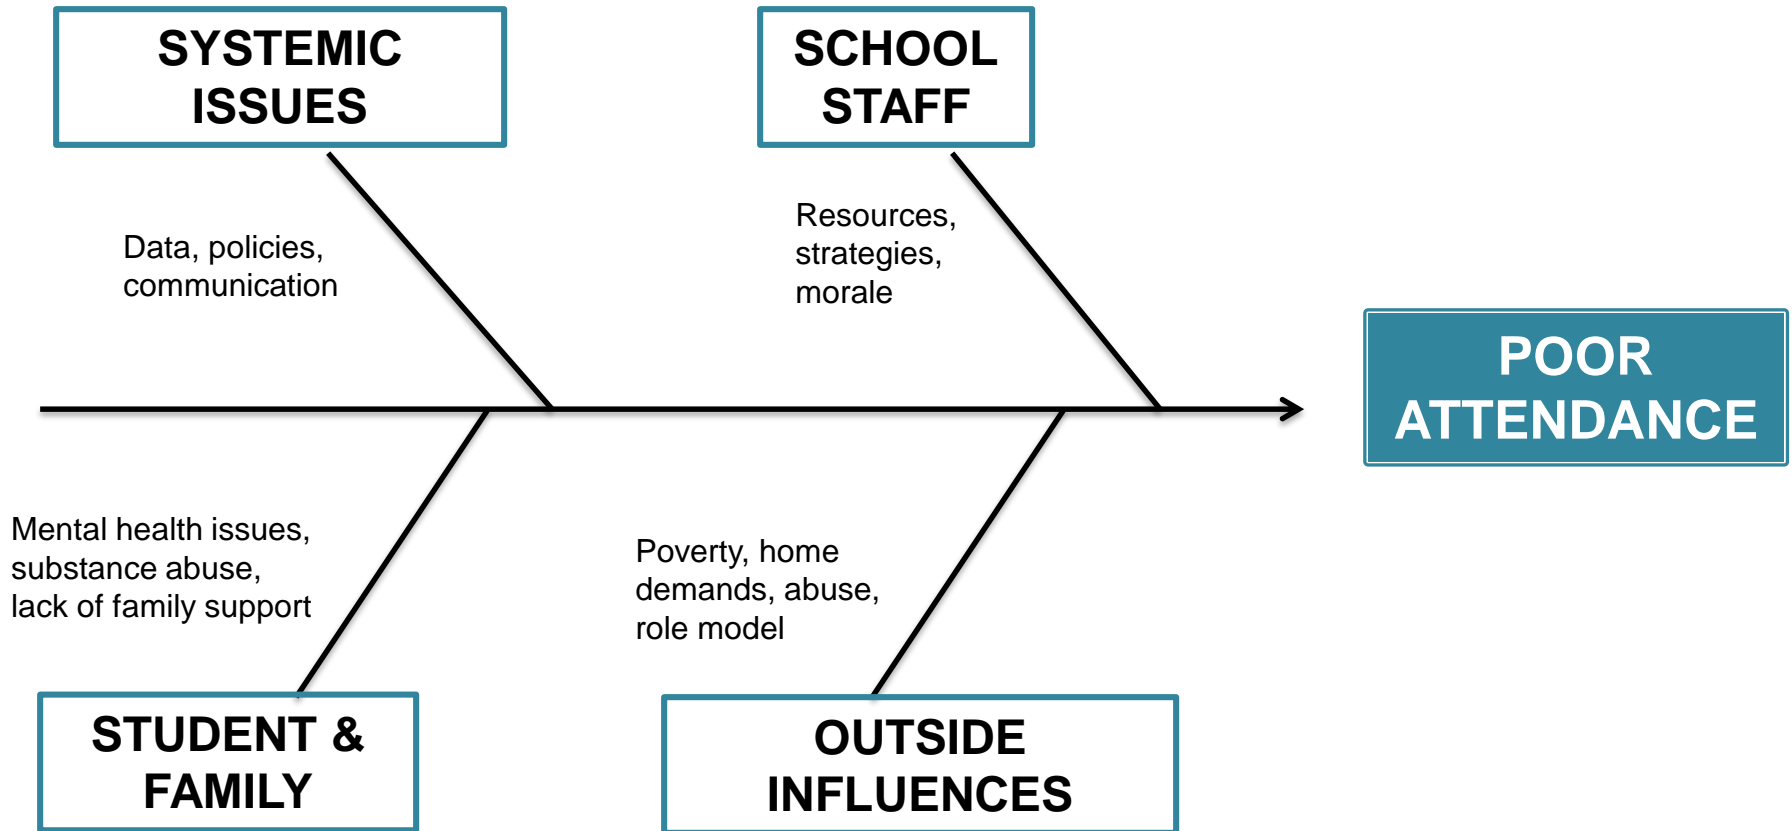 SYSTEMIC
ISSUES
SCHOOL
STAFF
Data, policies,
communication
Resources,
strategies,
morale
POOR
ATTENDANCE
Mental health issues,
substance abuse,
lack of family support
Poverty, home
demands, abuse,
role model
STUDENT &
FAMILY
OUTSIDE
INFLUENCES